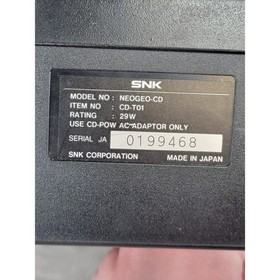 SNK
MODEL NO : NEOGEO-CD
ITEM NO : CD-T01
RATING : 29W
USE CD-POW AC-ADAPTOR ONLY
SERIAL JA 0199468
SNK CORPORATION MADE IN JAPAN